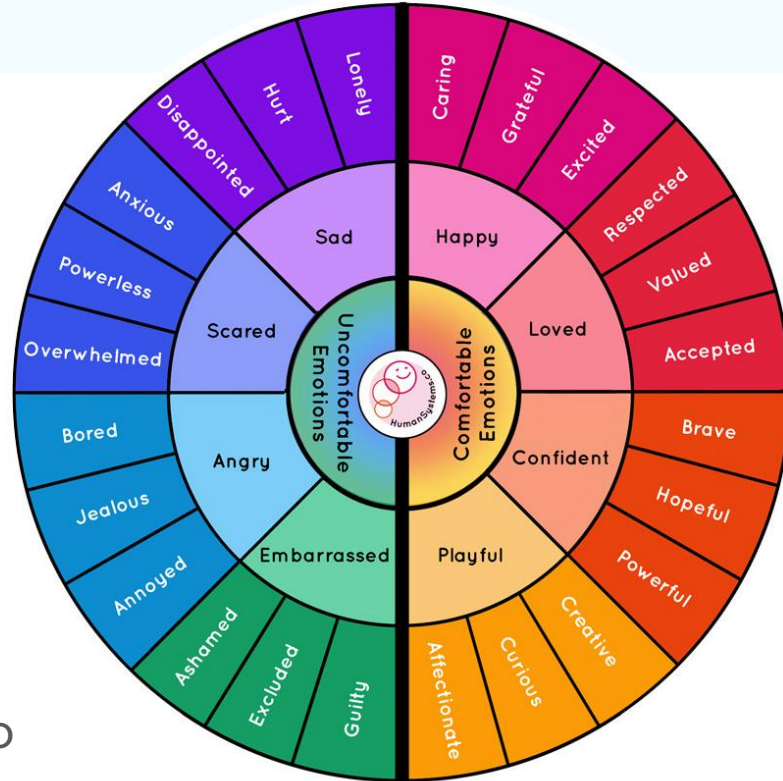 Lonely
Hurt
Disappointed
Anxious
Powerless
Overwhelmed
Bored
Jealous
Annoyed
Ashamed
Excluded
Guilty
Sad
Scared
Angry
Embarrassed
Uncomfortable
Emotions
HumanSystems.co
Comfortable
Emotions
Happy
Loved
Confident
Playful
Caring
Grateful
Excited
Respected
Valued
Accepted
Brave
Hopeful
Powerful
Creative
Curious
Affectionate